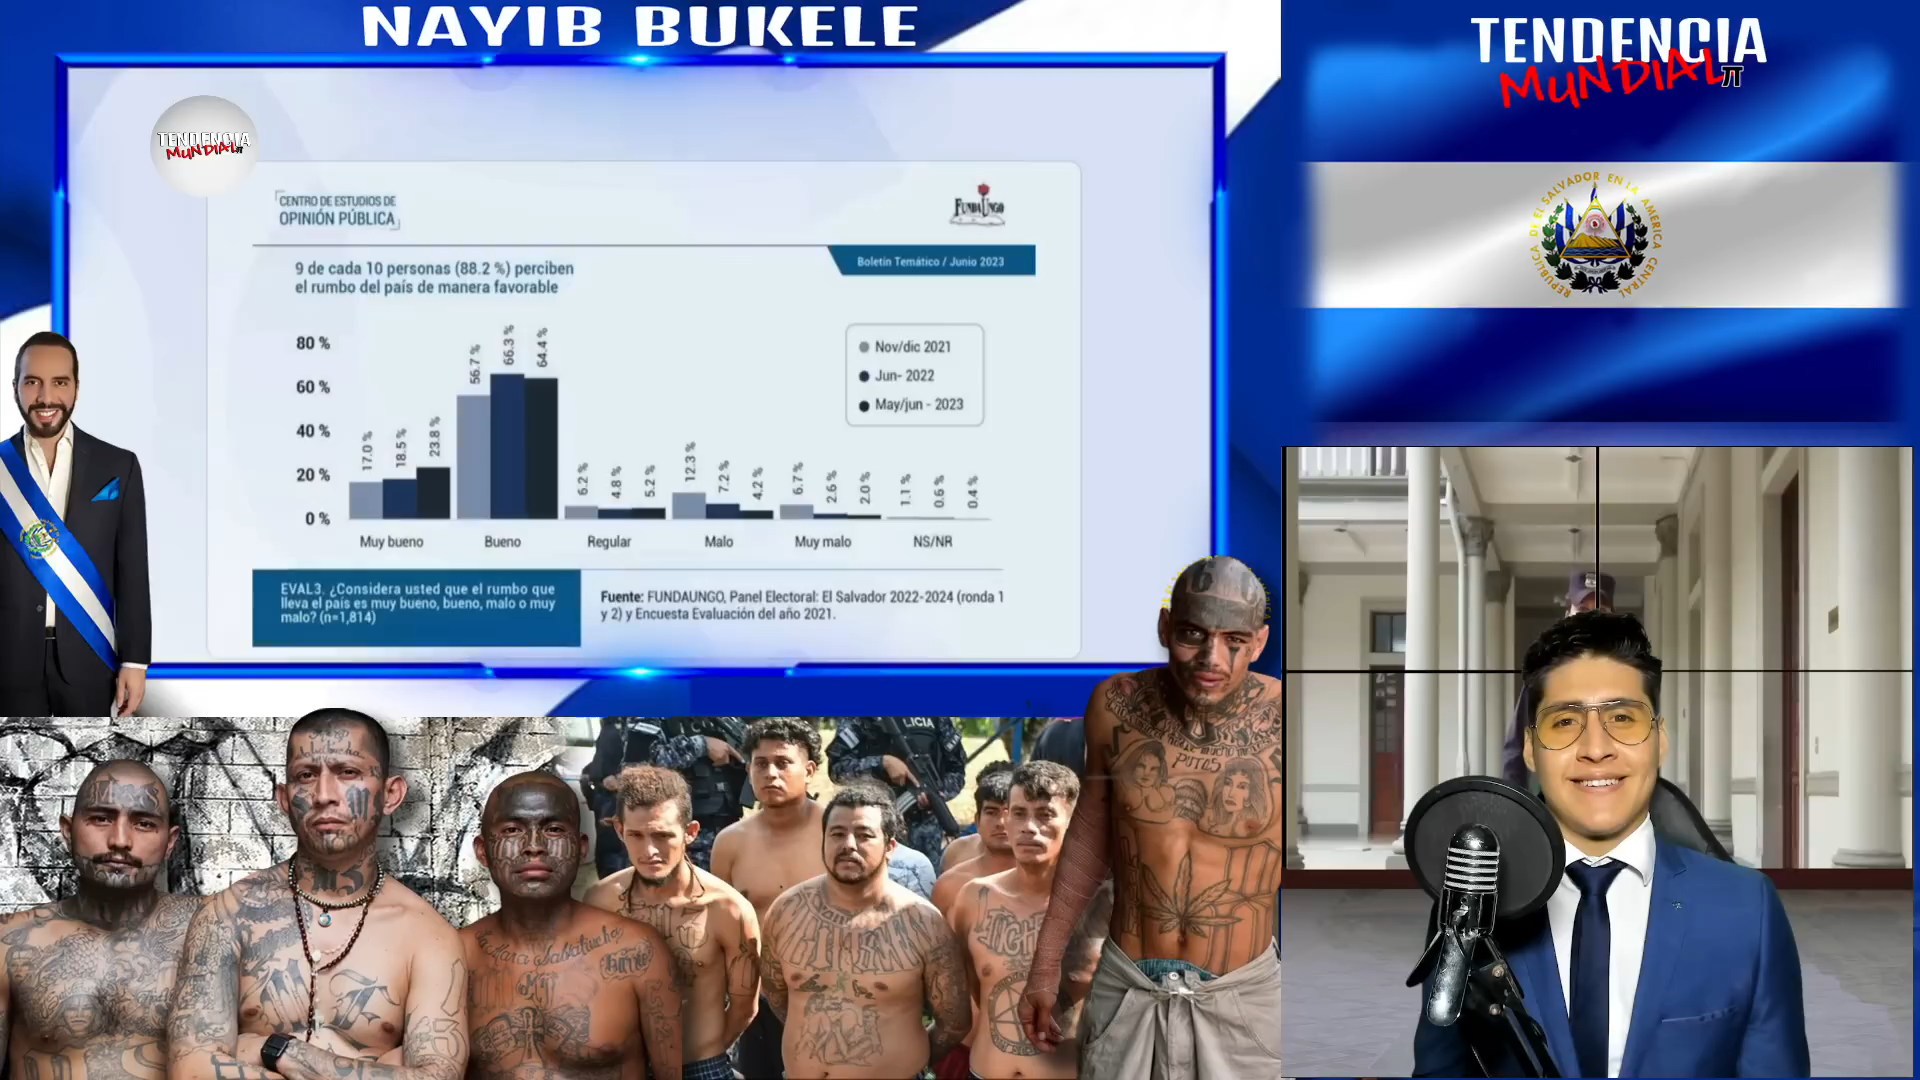 NAYIB BUKELE
TENDENCIA
MUNDIAL π
TENDENCIA
MUNDIAL π
CENTRO DE ESTUDIOS DE
OPINIÓN PÚBLICA
FUNDAUNGO
Boletín Temático / Junio 2023
9 de cada 10 personas (88.2 %) perciben
el rumbo del país de manera favorable
80 %
60 %
40 %
20 %
0 %
17.0 %
18.5 %
23.8 %
56.7 %
66.3 %
64.4 %
6.2 %
4.8 %
5.2 %
12.3 %
7.2 %
4.2 %
6.7 %
2.6 %
2.0 %
1.1 %
0.6 %
0.4 %
Nov/dic 2021
Jun- 2022
May/jun - 2023
Muy bueno
Bueno
Regular
Malo
Muy malo
NS/NR
EVAL3. ¿Considera usted que el rumbo que
lleva el país es muy bueno, bueno, malo o muy
malo? (n=1,814)
Fuente: FUNDAUNGO, Panel Electoral: El Salvador 2022-2024 (ronda 1
y 2) y Encuesta Evaluación del año 2021.
REPÚBLICA DE EL SALVADOR EN LA AMERICA CENTRAL
LICIA